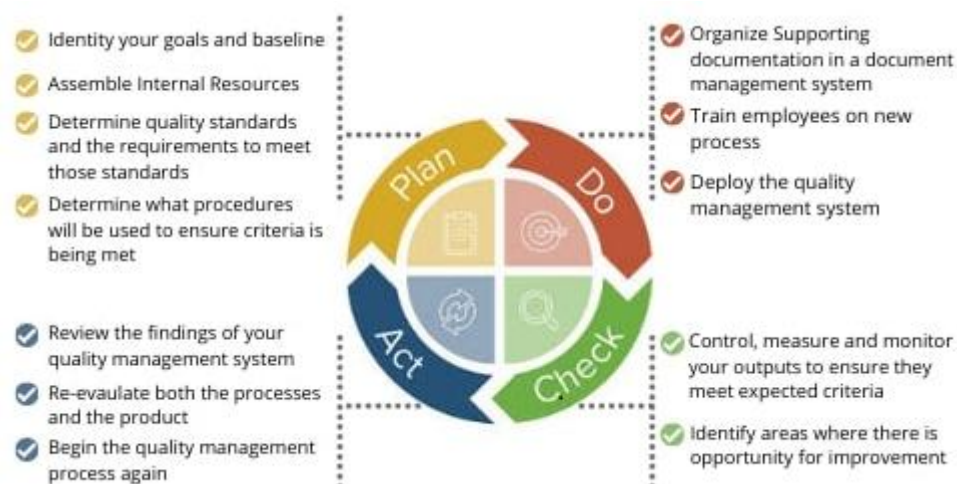 Identity your goals and baseline
Assemble Internal Resources
Determine quality standards
and the requirements to meet
those standards
Determine what procedures
will be used to ensure criteria is
being met
Organize Supporting
documentation in a document
management system
Train employees on new
process
Deploy the quality
management system
Plan
Do
Act
Check
Review the findings of your
quality management system
Re-evaulate both the processes
and the product
Begin the quality management
process again
Control, measure and monitor
your outputs to ensure they
meet expected criteria
Identify areas where there is
opportunity for improvement